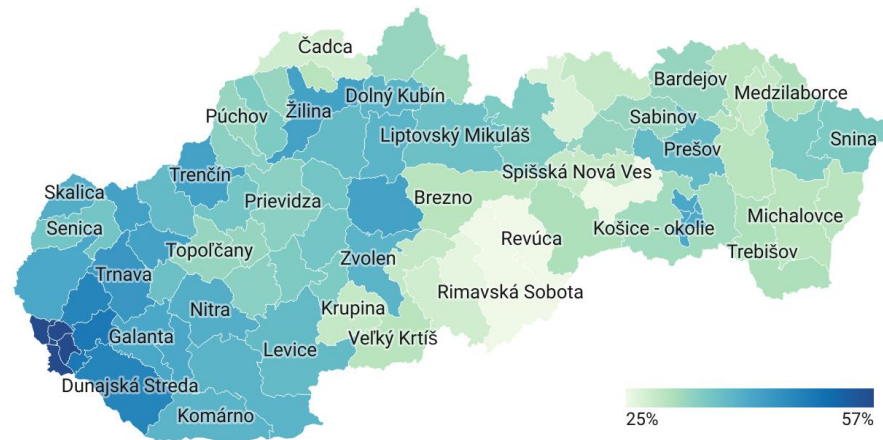 Čadca
Bardejov
Medzilaborce
Dolný Kubín
Púchov
Žilina
Sabinov
Liptovský Mikuláš
Snina
Prešov
Trenčín
Spišská Nová Ves
Skalica
Prievidza
Brezno
Michalovce
Senica
Topoľčany
Košice - okolie
Revúca
Trebišov
Zvolen
Trnava
Rimavská Sobota
Nitra
Krupina
Galanta
Veľký Krtíš
Levice
Dunajská Streda
Komárno
25%
57%